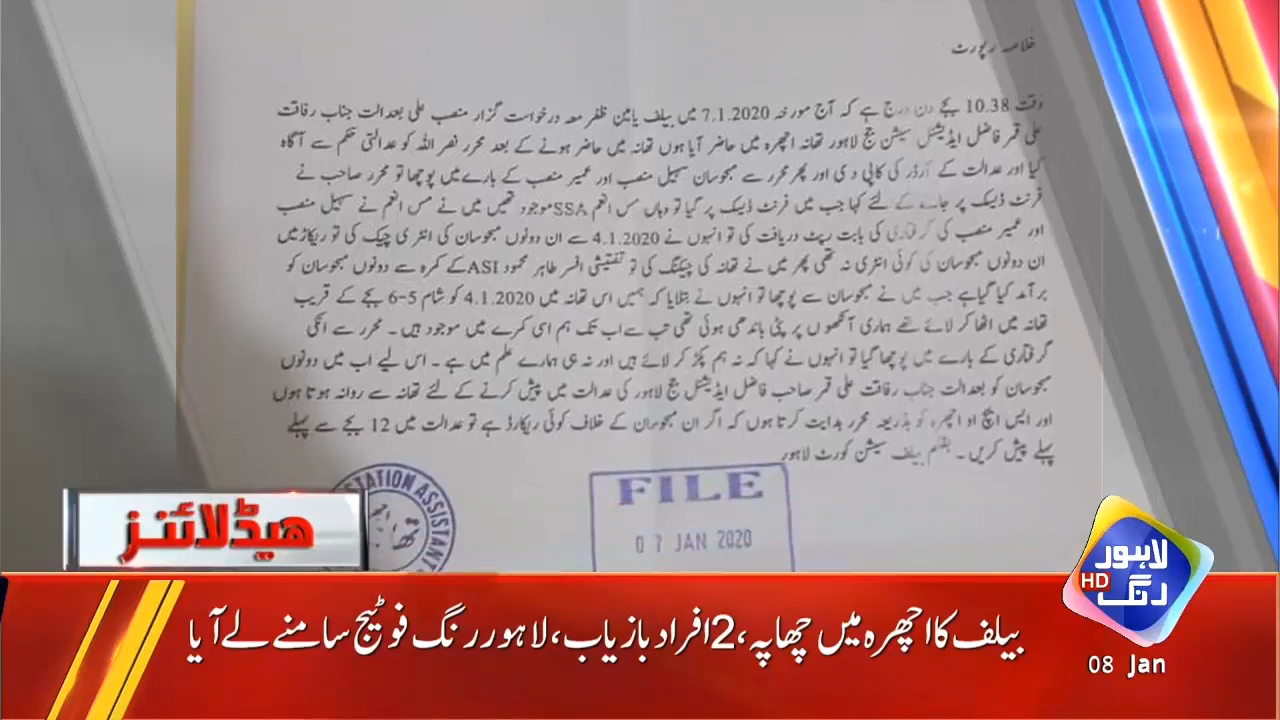 خلاصہ رپورٹ
وقت 10.38 بجے دن درج ہے کہ آج مورخہ 7.1.2020 میں بیلف یامین ظفر معہ درخواست گزار منصب علی بعدالت جناب رفاقت
علی قمر فاضل ایڈیشنل سیشن جج لاہور تھانہ اچھرہ میں حاضر آیا ہوں تھانہ میں حاضر ہونے کے بعد محرر نصر اللہ کو عدالتی حکم سے آگاہ
کیا اور عدالت کے آرڈر کی کاپی دی اور پھر محرر سے محبوسان سہیل منصب اور عمیر منصب کے بارے میں پوچھا تو محرر صاحب نے
فرنٹ ڈیسک پر جانے کے لئے کہا جب میں فرنٹ ڈیسک پر گیا تو وہاں مس انعم SSA موجود تھیں میں نے مس انعم نے سہیل منصب
اور عمیر منصب کی گرفتاری کی بابت رپٹ دریافت کی تو انہوں نے 4.1.2020 سے ان دونوں محبوسان کی انٹری چیک کی تو ریکارڈ میں
ان دونوں محبوسان کی کوئی انٹری نہ تھی پھر میں نے تھانہ کی چیکنگ کی تو تفتیشی افسر طاہر محمود ASI کے کمرہ سے دونوں محبوسان کو
برآمد کیا گیا ہے جب میں نے محبوسان سے پوچھا تو انہوں نے بتلایا کہ ہمیں اس تھانہ میں 4.1.2020 کو شام 6-5 بجے کے قریب
تھانہ میں اٹھا کر لائے تھے ہماری آنکھوں پر پٹی باندھی ہوئی تھی تب سے اب تک ہم اسی کمرے میں موجود ہیں۔ محرر سے انکی
گرفتاری کے بارے میں پوچھا گیا تو انہوں نے کہا کہ نہ ہم پکڑ کر لائے ہیں اور نہ ہی ہمارے علم میں ہے۔ اس لیے اب میں دونوں
محبوسان کو بعدالت جناب رفاقت علی قمر صاحب فاضل ایڈیشنل جج لاہور کی عدالت میں پیش کرنے کے لئے تھانہ سے روانہ ہوتا ہوں
اور ایس ایچ او اچھرہ کو بذریعہ محرر ہدایت کرتا ہوں کہ اگر ان محبوسان کے خلاف کوئی ریکارڈ ہے تو عدالت میں 12 بجے سے پہلے
پہلے پیش کریں۔ بقلم بیلف سیشن کورٹ لاہور
STATION ASSISTANT
FILE
07 JAN 2020
ہیڈلائنز
لاہور
رنگ
HD
بیلف کا اچھرہ میں چھاپہ، 2 افراد بازیاب، لاہور رنگ فوٹیج سامنے لے آیا
08 Jan